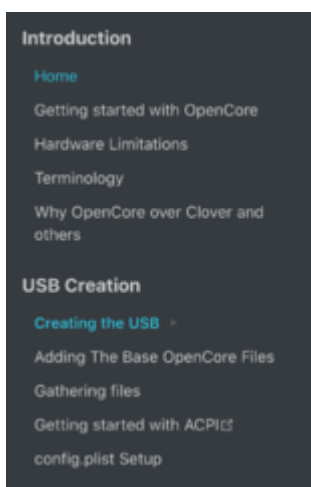 Introduction
Home
Getting started with OpenCore
Hardware Limitations
Terminology
Why OpenCore over Clover and
others
USB Creation
Creating the USB
Adding The Base OpenCore Files
Gathering files
Getting started with ACPI
config.plist Setup